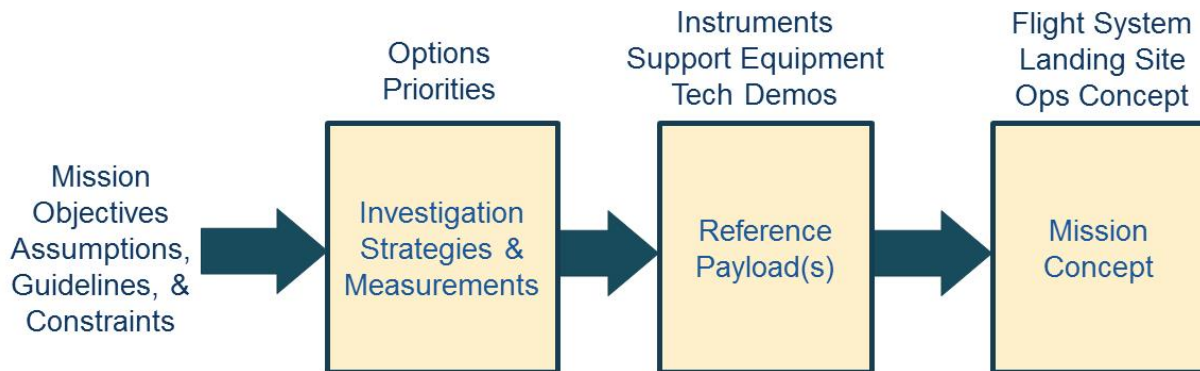 Mission
Objectives
Assumptions,
Guidelines, &
Constraints
Options
Priorities
Investigation
Strategies &
Measurements
Instruments
Support Equipment
Tech Demos
Reference
Payload(s)
Flight System
Landing Site
Ops Concept
Mission
Concept